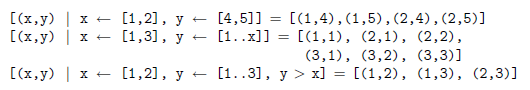 [(x,y) | x ← [1,2], y ← [4,5]] = [(1,4),(1,5),(2,4),(2,5)]
[(x,y) | x ← [1,3], y ← [1..x]] = [(1,1), (2,1), (2,2),
(3,1), (3,2), (3,3)]
[(x,y) | x ← [1,2], y ← [1..3], y > x] = [(1,2), (1,3), (2,3)]